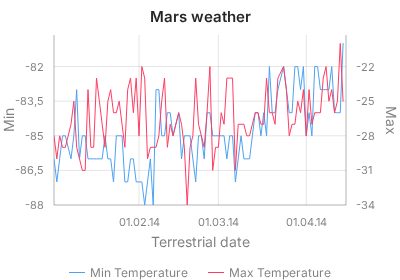 Mars weather
Min
-82
-83,5
-85
-86,5
-88
-22
-25
-28
-31
-34
Max
01.02.14 01.03.14 01.04.14
Terrestrial date
Min Temperature Max Temperature